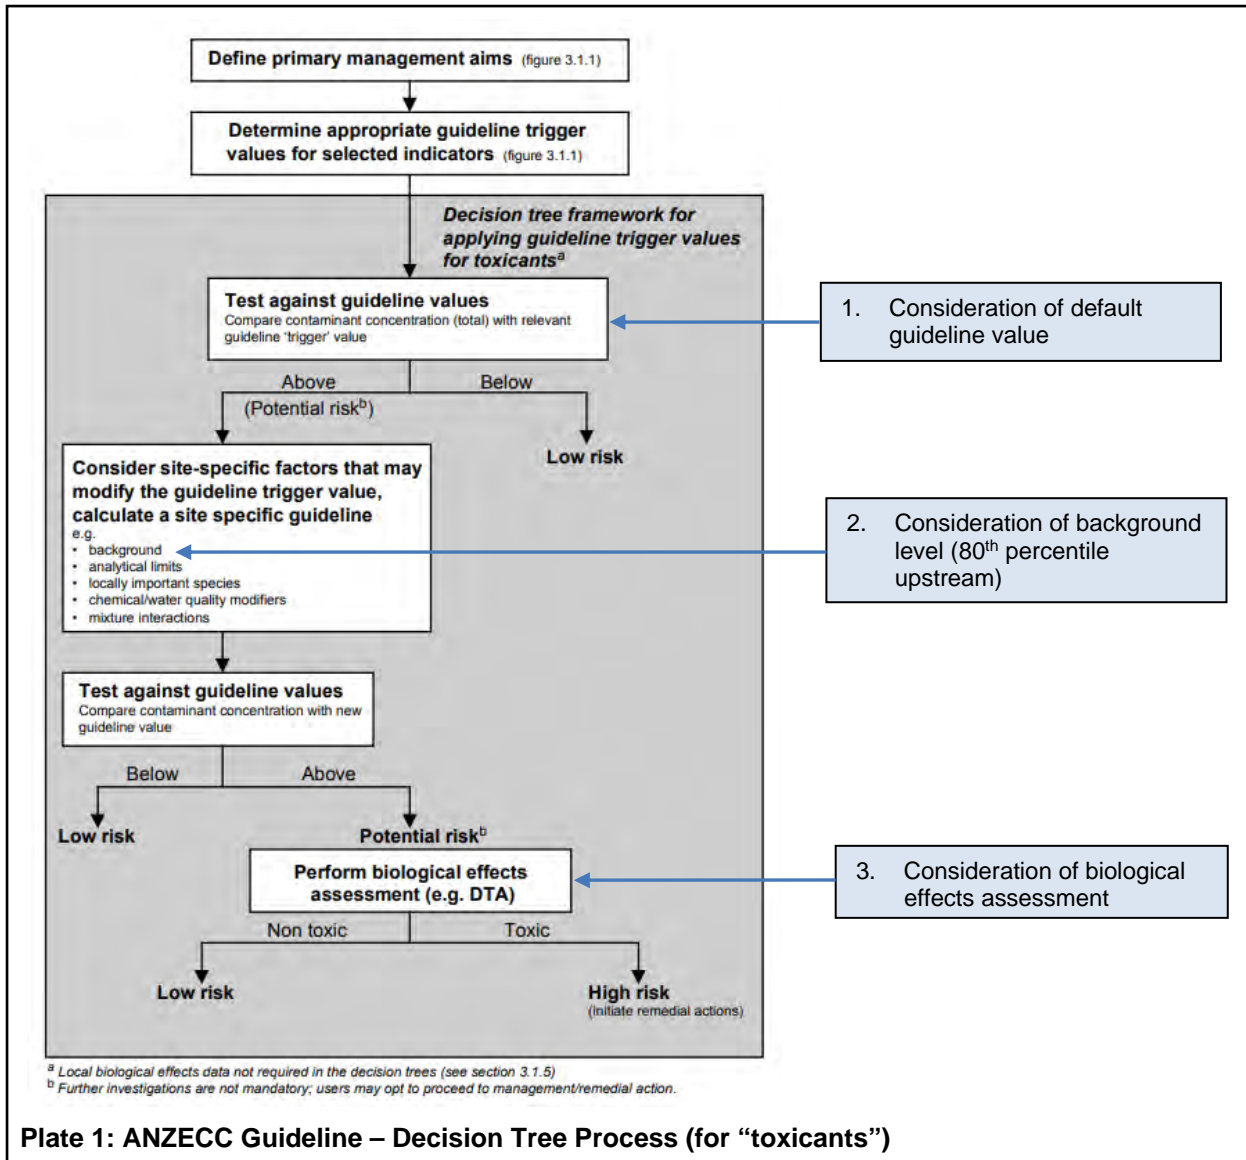 Define primary management aims (figure 3.1.1)
Determine appropriate guideline trigger
values for selected indicators (figure 3.1.1)
Decision tree framework for
applying guideline trigger values
for toxicants^a
Test against guideline values
Compare contaminant concentration (total) with relevant
guideline 'trigger' value
1. Consideration of default
guideline value
Above
Below
(Potential risk^b)
Low risk
Consider site-specific factors that may
modify the guideline trigger value,
calculate a site specific guideline
e.g.
• background
• analytical limits
• locally important species
• chemical/water quality modifiers
• mixture interactions
2. Consideration of background
level (80th percentile
upstream)
Test against guideline values
Compare contaminant concentration with new
guideline value
Below
Above
Low risk
Potential risk^b
Perform biological effects
assessment (e.g. DTA)
3. Consideration of biological
effects assessment
Non toxic
Toxic
Low risk
High risk
(Initiate remedial actions)
a Local biological effects data not required in the decision trees (see section 3.1.5)
b Further investigations are not mandatory; users may opt to proceed to management/remedial action.
Plate 1: ANZECC Guideline – Decision Tree Process (for “toxicants”)